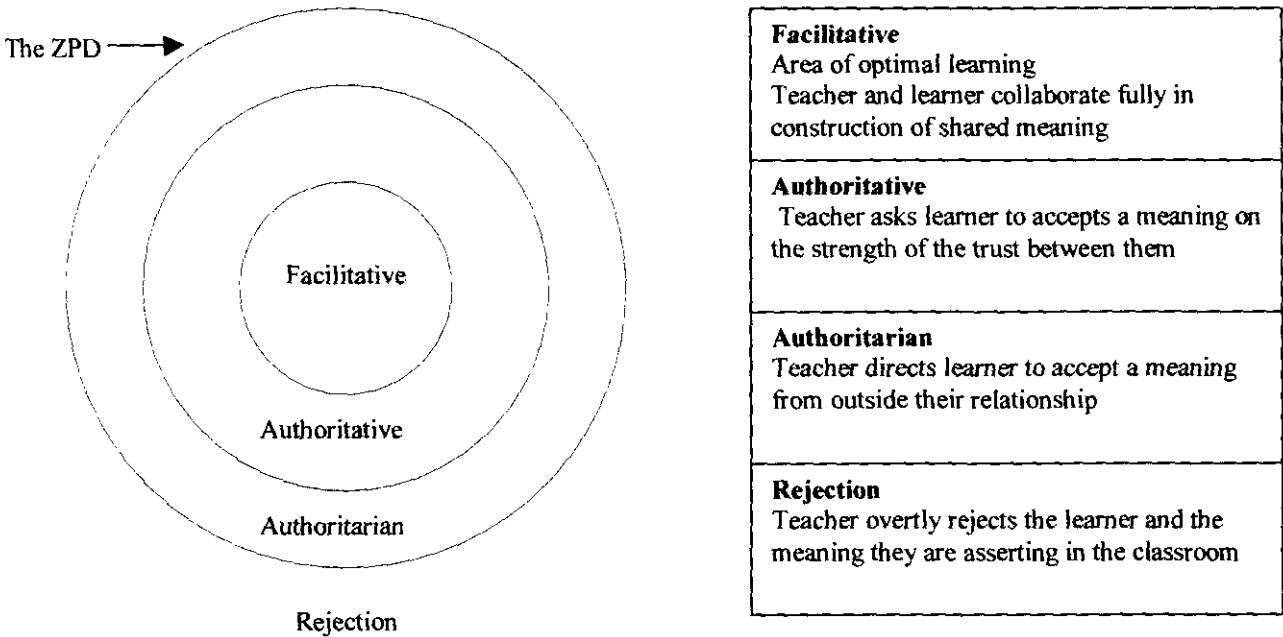 The ZPD
Facilitative
Authoritative
Authoritarian
Rejection
Facilitative
Area of optimal learning
Teacher and learner collaborate fully in
construction of shared meaning
Authoritative
Teacher asks learner to accepts a meaning on
the strength of the trust between them
Authoritarian
Teacher directs learner to accept a meaning
from outside their relationship
Rejection
Teacher overtly rejects the learner and the
meaning they are asserting in the classroom